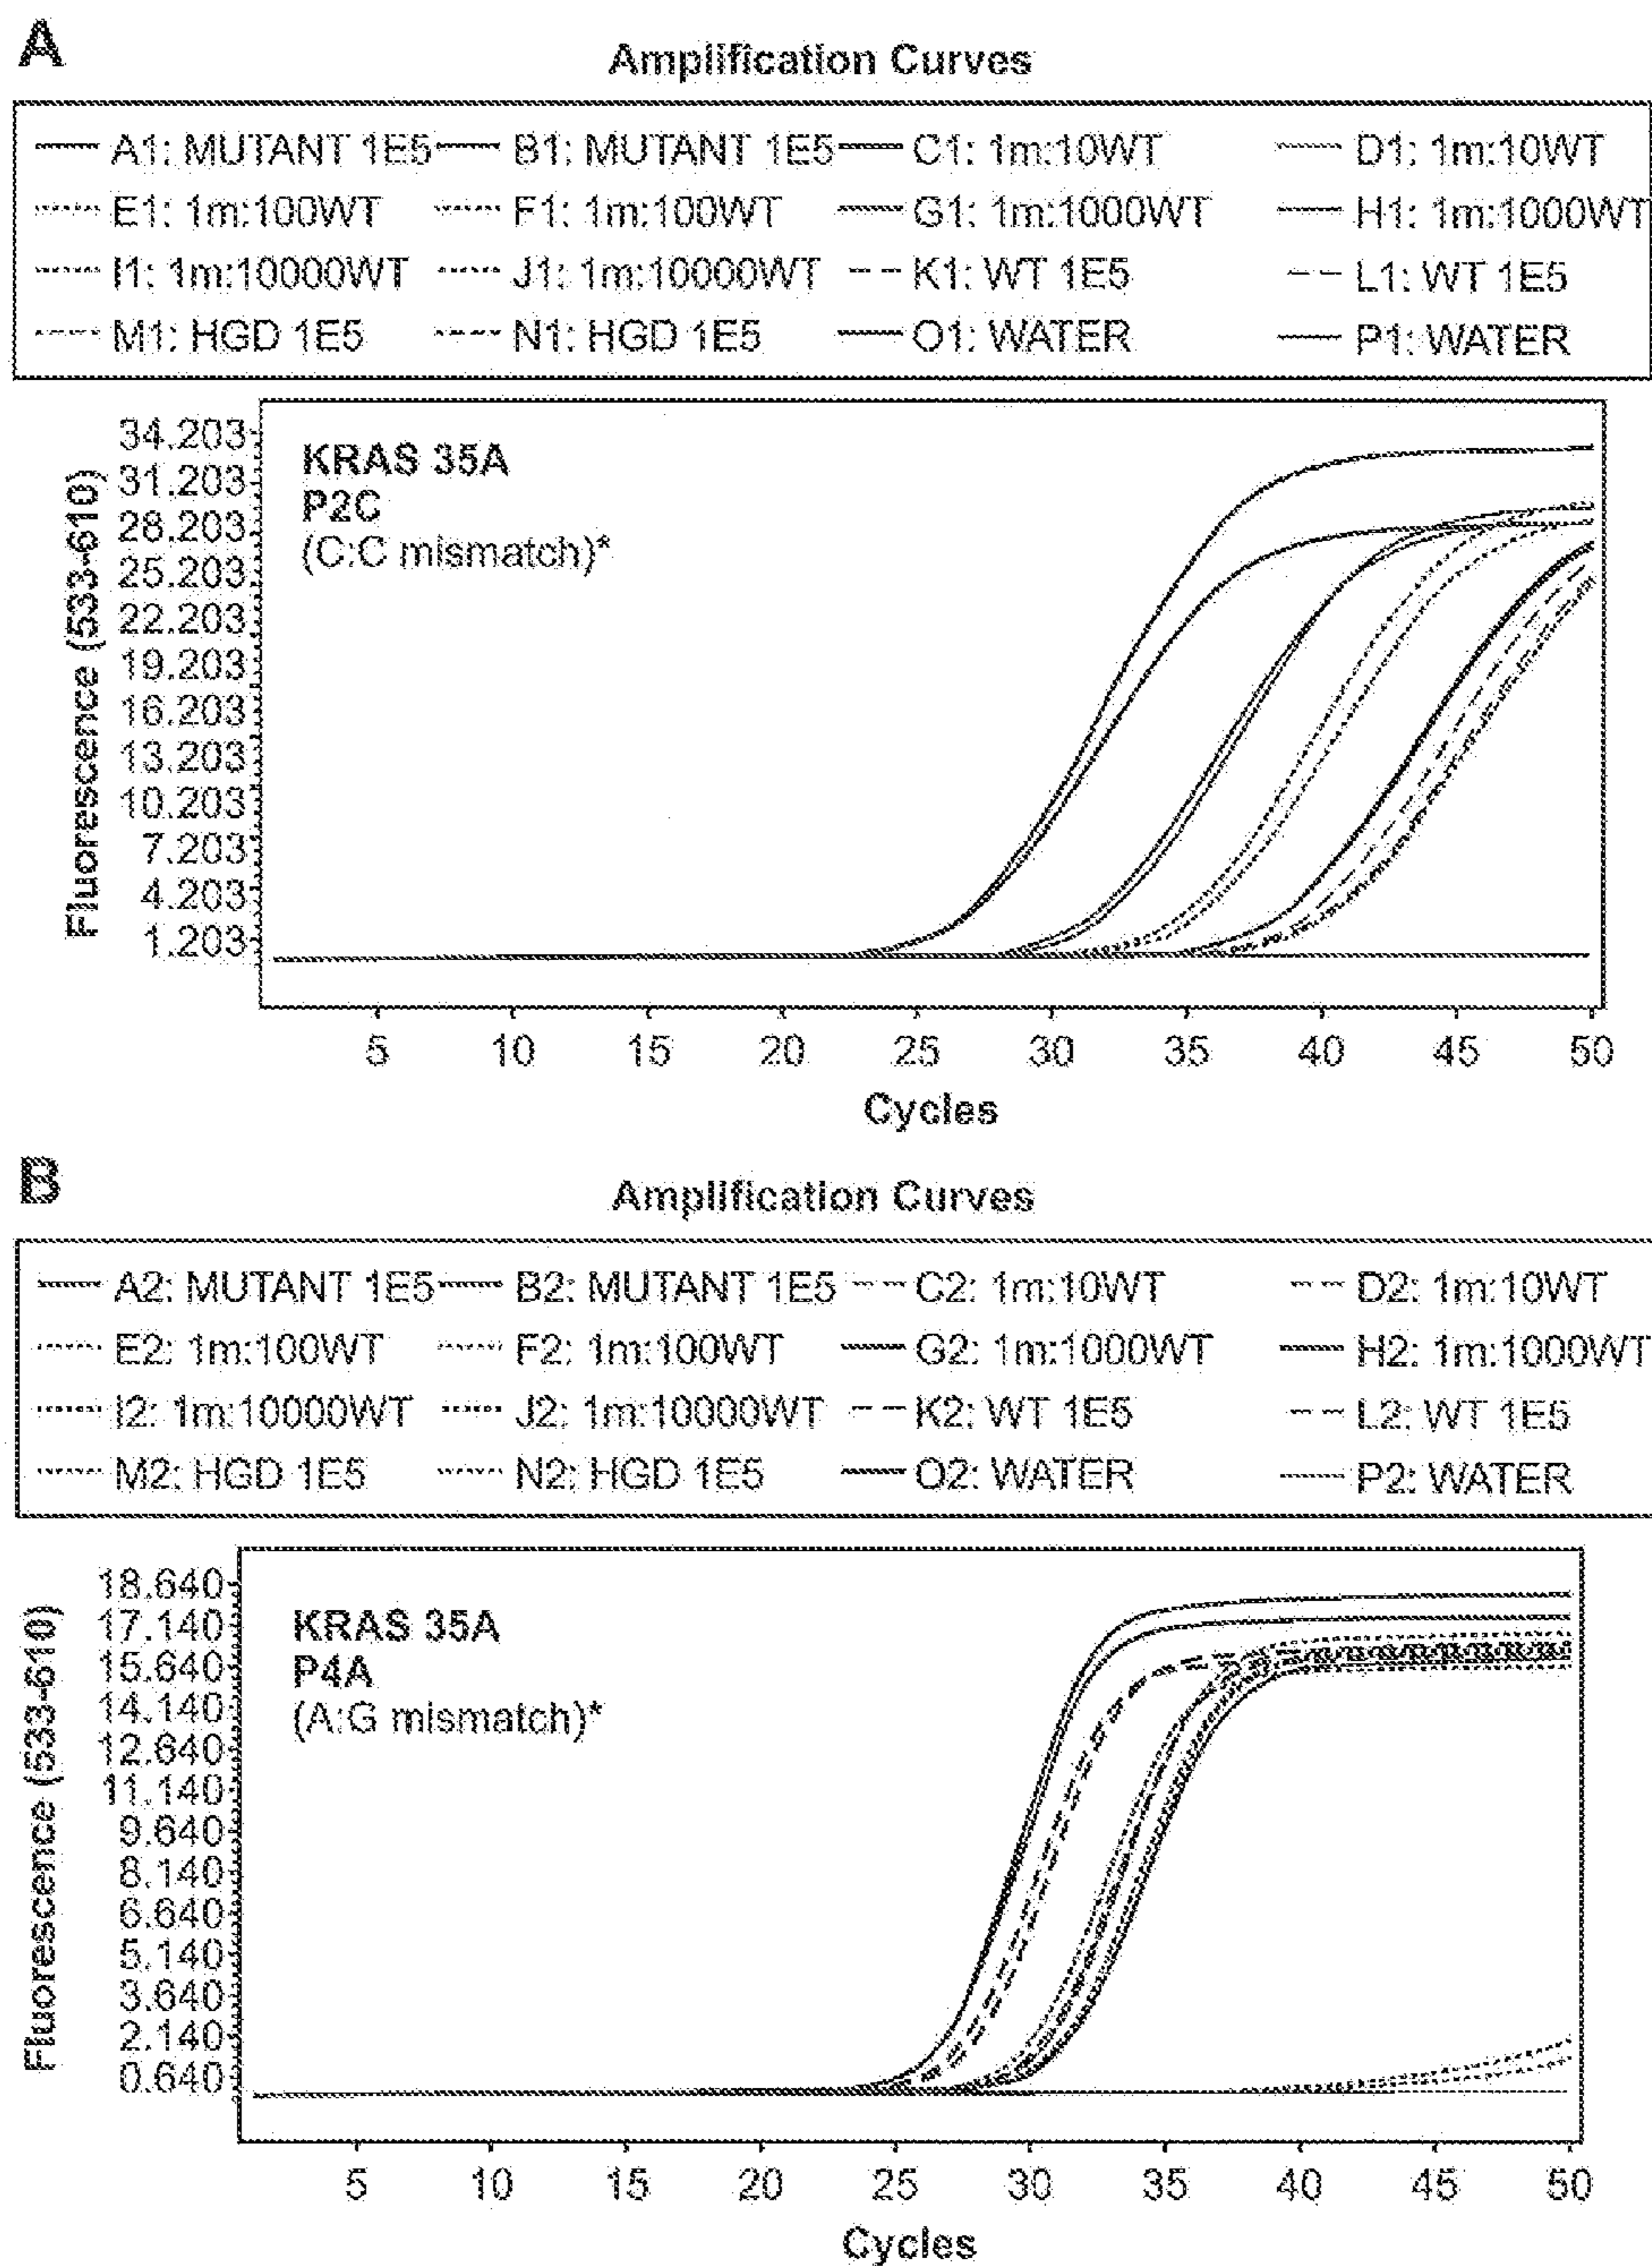 A
Amplification Curves
A1: MUTANT 1E5 B1: MUTANT 1E5 C1: 1m:10WT D1: 1m:10WT
E1: 1m:100WT F1: 1m:100WT G1: 1m:1000WT H1: 1m:1000WT
I1: 1m:10000WT J1: 1m:10000WT K1: WT 1E5 L1: WT 1E5
M1: HGD 1E5 N1: HGD 1E5 O1: WATER P1: WATER
Fluorescence (533-610)
34.203
31.203
28.203
25.203
22.203
19.203
16.203
13.203
10.203
7.203
4.203
1.203
KRAS 35A
P2C
(C:C mismatch)*
5 10 15 20 25 30 35 40 45 50
Cycles
B
Amplification Curves
A2: MUTANT 1E5 B2: MUTANT 1E5 C2: 1m:10WT D2: 1m:10WT
E2: 1m:100WT F2: 1m:100WT G2: 1m:1000WT H2: 1m:1000WT
I2: 1m:10000WT J2: 1m:10000WT K2: WT 1E5 L2: WT 1E5
M2: HGD 1E5 N2: HGD 1E5 O2: WATER P2: WATER
Fluorescence (533-610)
18.640
17.140
15.640
14.140
12.640
11.140
9.640
8.140
6.640
5.140
3.640
2.140
0.640
KRAS 35A
P4A
(A:G mismatch)*
5 10 15 20 25 30 35 40 45 50
Cycles